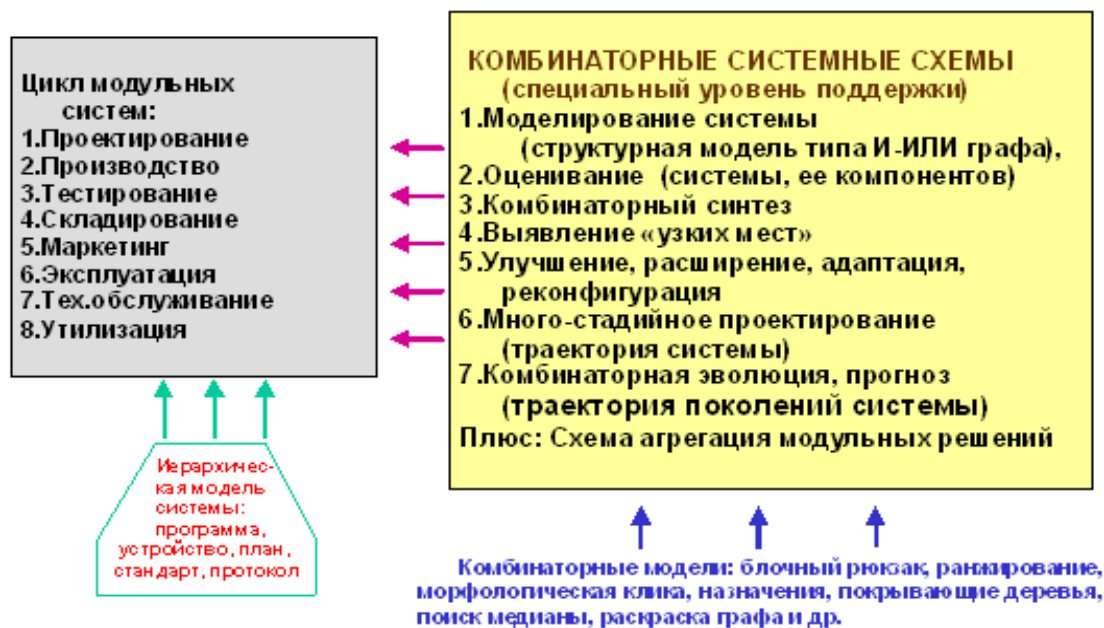 Цикл модульных
систем:
1.Проектирование
2.Производство
3.Тестирование
4.Складирование
5.Маркетинг
6.Эксплуатация
7.Тех.обслуживание
8.Утилизация
Иерархичес-
кая модель
системы:
программа,
устройство, план,
стандарт, протокол
КОМБИНАТОРНЫЕ СИСТЕМНЫЕ СХЕМЫ
(специальный уровень поддержки)
1.Моделирование системы
(структурная модель типа И-ИЛИ графа),
2.Оценивание (системы, ее компонентов)
3.Комбинаторный синтез
4.Выявление «узких мест»
5.Улучшение, расширение, адаптация,
реконфигурация
6.Много-стадийное проектирование
(траектория системы)
7.Комбинаторная эволюция, прогноз
(траектория поколений системы)
Плюс: Схема агрегация модульных решений
Комбинаторные модели: блочный рюкзак, ранжирование,
морфологическая клика, назначения, покрывающие деревья,
поиск медианы, раскраска графа и др.